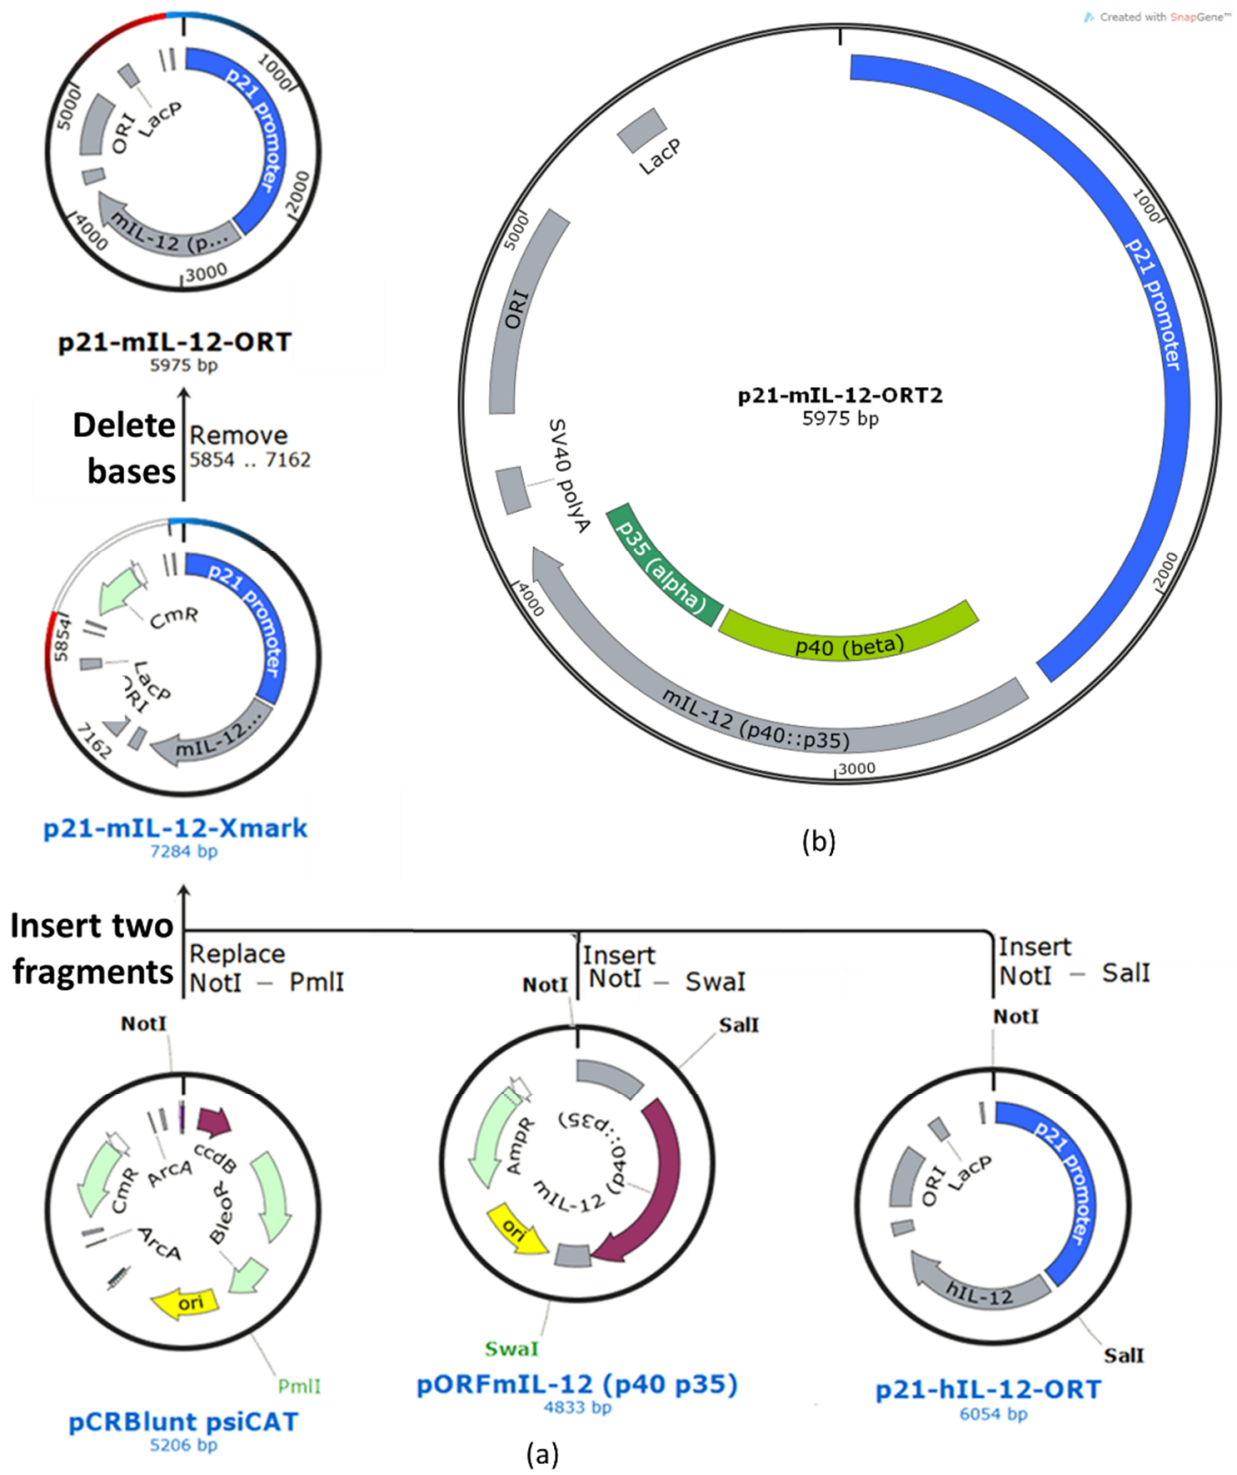 Created with SnapGene™
1000
2000
3000
4000
5000
p21 promoter
LacP
ORI
mIL-12 (p...
p21-mIL-12-ORT
5975 bp
Delete
bases
Remove
5854 .. 7162
p21 promoter
CmR
5854
LacP
ORI
7162
mIL-12...
p21-mIL-12-Xmark
7284 bp
1000
2000
3000
4000
5000
p21 promoter
LacP
ORI
SV40 polyA
p35 (alpha)
p40 (beta)
mIL-12 (p40::p35)
p21-mIL-12-ORT2
5975 bp
(b)
Insert two
fragments
Replace
NotI – PmlI
Insert
NotI – SwaI
Insert
NotI – SalI
NotI
ccdB
BleoR
ArcA
CmR
ArcA
ori
PmlI
pCRBlunt psiCAT
5206 bp
NotI
SalI
AmpR
mIL-12 (p40::p35)
ori
SwaI
pORFmIL-12 (p40 p35)
4833 bp
NotI
p21 promoter
LacP
ORI
hIL-12
SalI
p21-hIL-12-ORT
6054 bp
(a)